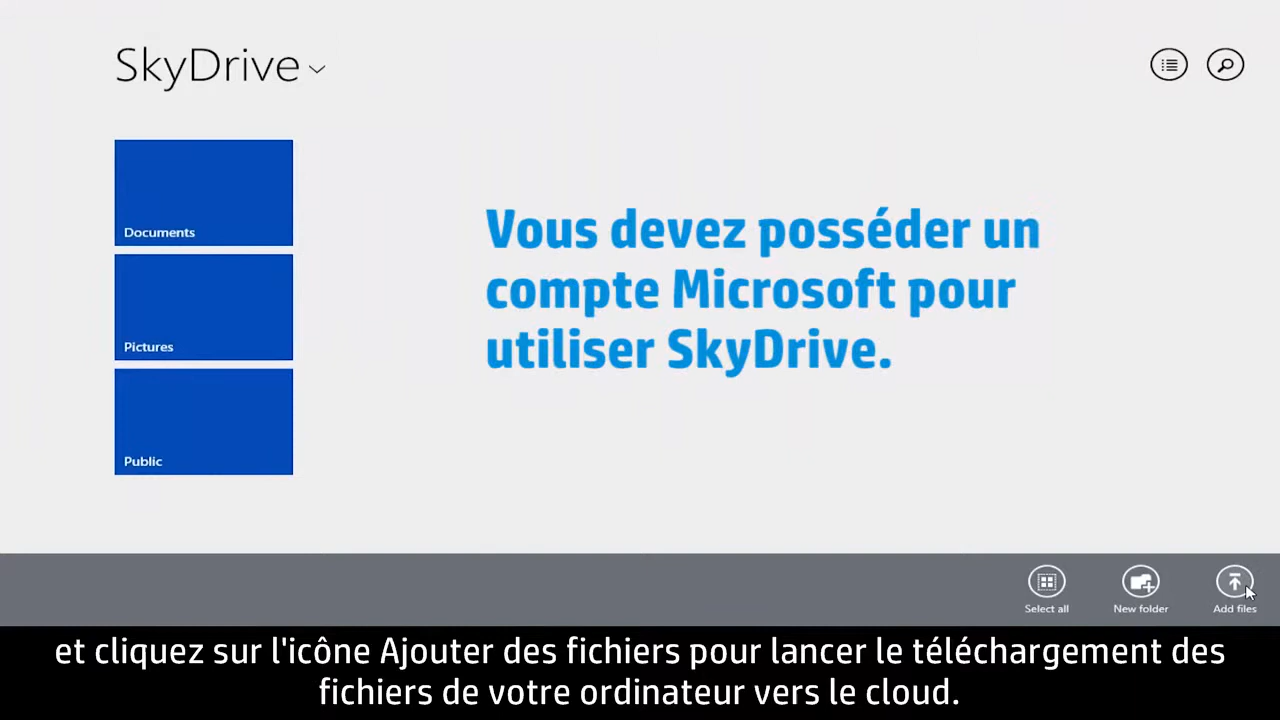 SkyDrive
Documents
Vous devez posséder un
compte Microsoft pour
utiliser SkyDrive.
Pictures
Public
Select all
New folder
Add files
et cliquez sur l'icône Ajouter des fichiers pour lancer le téléchargement des
fichiers de votre ordinateur vers le cloud.